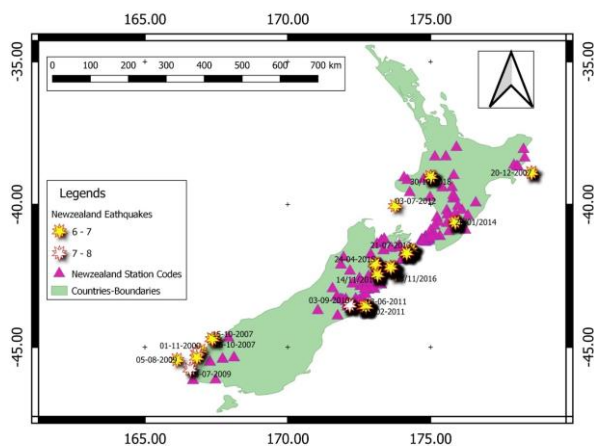 165.00 170.00 175.00
-35.00
-35.00
0 100 200 300 400 500 600 700 km
Legends
Newzealand Eathquakes
6 - 7
7 - 8
Newzealand Station Codes
Countries-Boundaries
20-12-200
03-07-2012
-40.00
-40.00
01/2014
21-07-2013
24-04-2015
14/11
/11/2016
03-09-2010
-06-2011
02-2011
15-10-2007
01-11-2000
-10-2007
05-08-2009
-07-2009
-45.00
-45.00
165.00 170.00 175.00